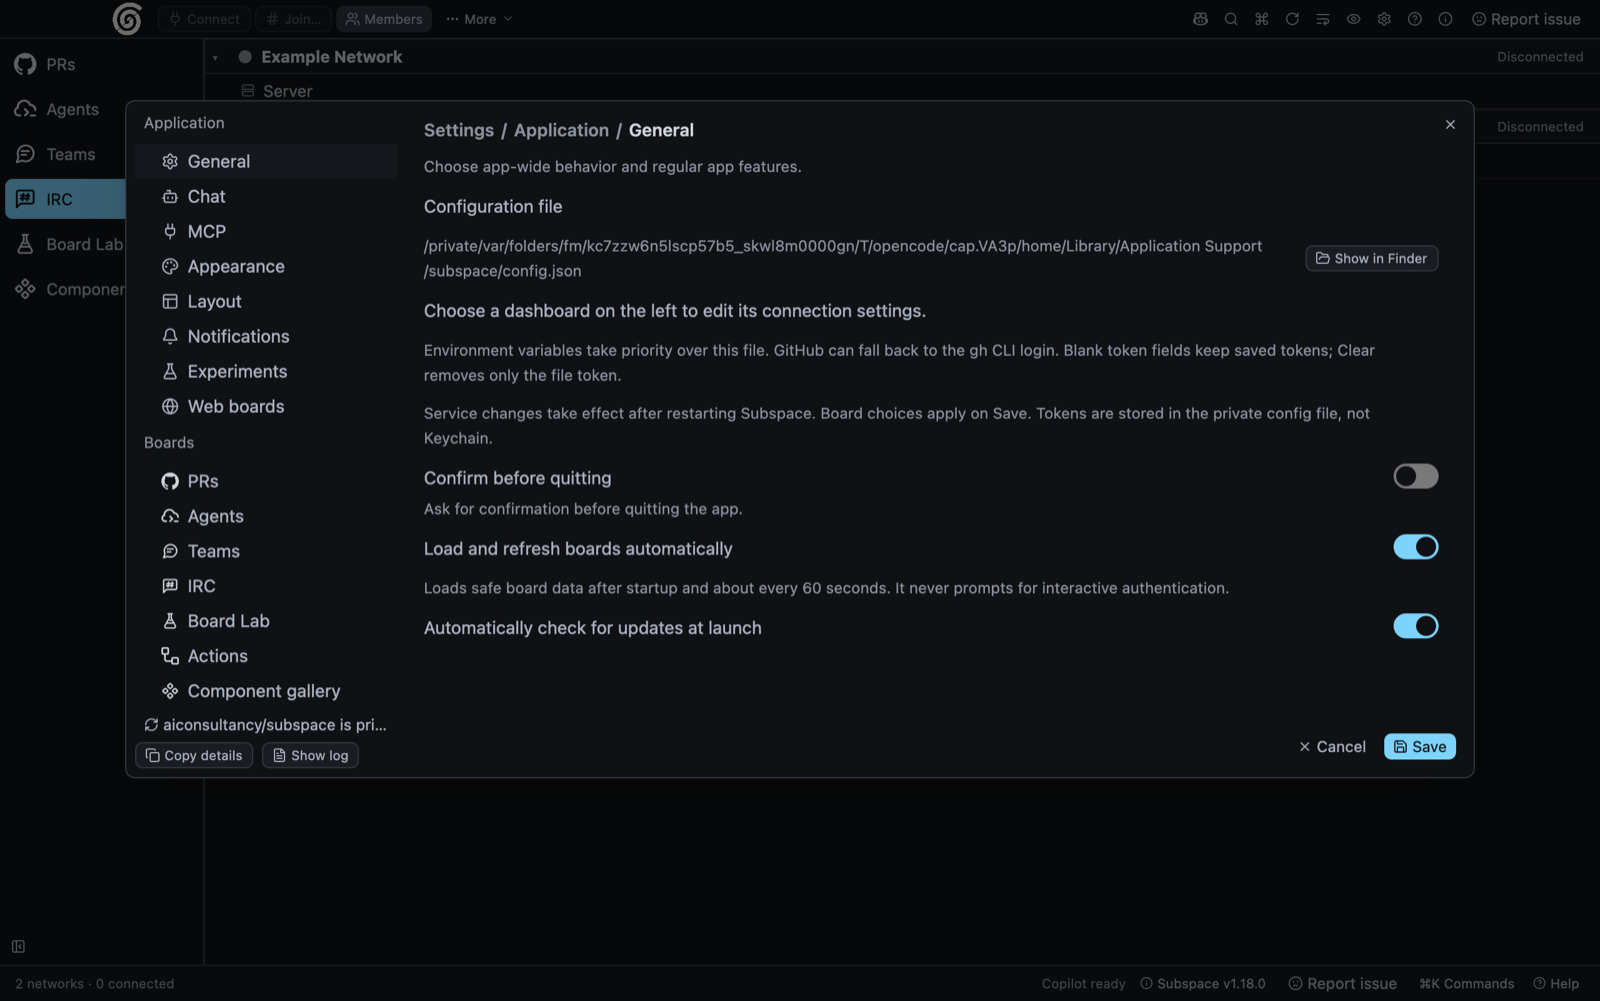 Connect
# Join...
Members
··· More
Report issue
PRs
Agents
Teams
IRC
Board Lab
Componen
Example Network
Disconnected
Server
Disconnected
Application
General
Chat
MCP
Appearance
Layout
Notifications
Experiments
Web boards
Boards
PRs
Agents
Teams
IRC
Board Lab
Actions
Component gallery
aiconsultancy/subspace is pri...
Copy details
Show log
Settings / Application / General
Choose app-wide behavior and regular app features.
Configuration file
/private/var/folders/fm/kc7zzw6n5lscp57b5_skwl8m0000gn/T/opencode/cap.VA3p/home/Library/Application Support
/subspace/config.json
Show in Finder
Choose a dashboard on the left to edit its connection settings.
Environment variables take priority over this file. GitHub can fall back to the gh CLI login. Blank token fields keep saved tokens; Clear
removes only the file token.
Service changes take effect after restarting Subspace. Board choices apply on Save. Tokens are stored in the private config file, not
Keychain.
Confirm before quitting
Ask for confirmation before quitting the app.
Load and refresh boards automatically
Loads safe board data after startup and about every 60 seconds. It never prompts for interactive authentication.
Automatically check for updates at launch
Cancel
Save
2 networks · 0 connected
Copilot ready
Subspace v1.18.0
Report issue
⌘K Commands
Help